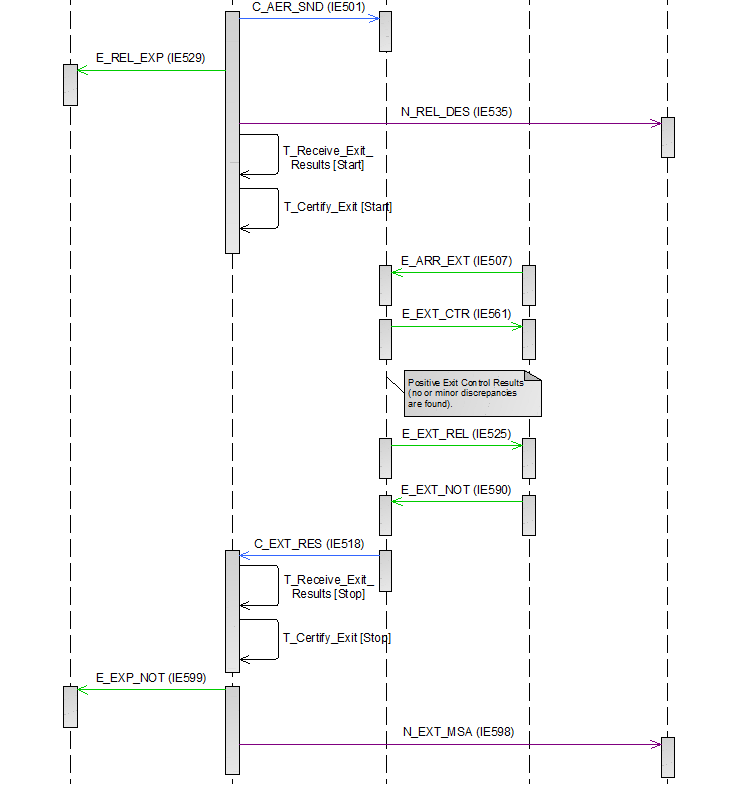 C_AER_SND (IE501)
E_REL_EXP (IE529)
N_REL_DES (IE535)
T_Receive_Exit_
Results [Start]
T_Certify_Exit [Start]
E_ARR_EXT (IE507)
E_EXT_CTR (IE561)
Positive Exit Control Results
(no or minor discrepancies
are found).
E_EXT_REL (IE525)
E_EXT_NOT (IE590)
C_EXT_RES (IE518)
T_Receive_Exit_
Results [Stop]
T_Certify_Exit [Stop]
E_EXP_NOT (IE599)
N_EXT_MSA (IE598)